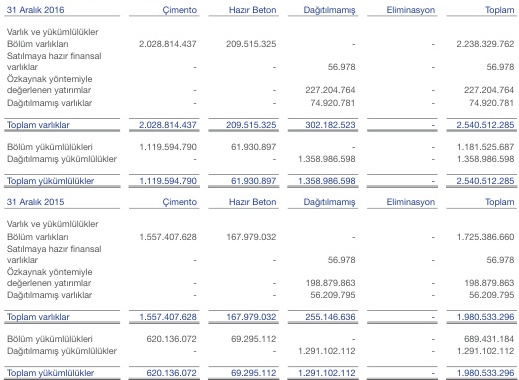 31 Aralık 2016 Çimento Hazır Beton Dağıtılmamış Eliminasyon Toplam
Varlık ve yükümlülükler
Bölüm varlıkları 2.028.814.437 209.515.325 - - 2.238.329.762
Satılmaya hazır finansal
varlıklar - - 56.978 - 56.978
Özkaynak yöntemiyle
değerlenen yatırımlar - - 227.204.764 - 227.204.764
Dağıtılmamış varlıklar - - 74.920.781 - 74.920.781
Toplam varlıklar 2.028.814.437 209.515.325 302.182.523 - 2.540.512.285
Bölüm yükümlülükleri 1.119.594.790 61.930.897 - - 1.181.525.687
Dağıtılmamış yükümlülükler - - 1.358.986.598 - 1.358.986.598
Toplam yükümlülükler 1.119.594.790 61.930.897 1.358.986.598 - 2.540.512.285
31 Aralık 2015 Çimento Hazır Beton Dağıtılmamış Eliminasyon Toplam
Varlık ve yükümlülükler
Bölüm varlıkları 1.557.407.628 167.979.032 - - 1.725.386.660
Satılmaya hazır finansal
varlıklar - - 56.978 - 56.978
Özkaynak yöntemiyle
değerlenen yatırımlar - - 198.879.863 - 198.879.863
Dağıtılmamış varlıklar - - 56.209.795 - 56.209.795
Toplam varlıklar 1.557.407.628 167.979.032 255.146.636 - 1.980.533.296
Bölüm yükümlülükleri 620.136.072 69.295.112 - - 689.431.184
Dağıtılmamış yükümlülükler - - 1.291.102.112 - 1.291.102.112
Toplam yükümlülükler 620.136.072 69.295.112 1.291.102.112 - 1.980.533.296